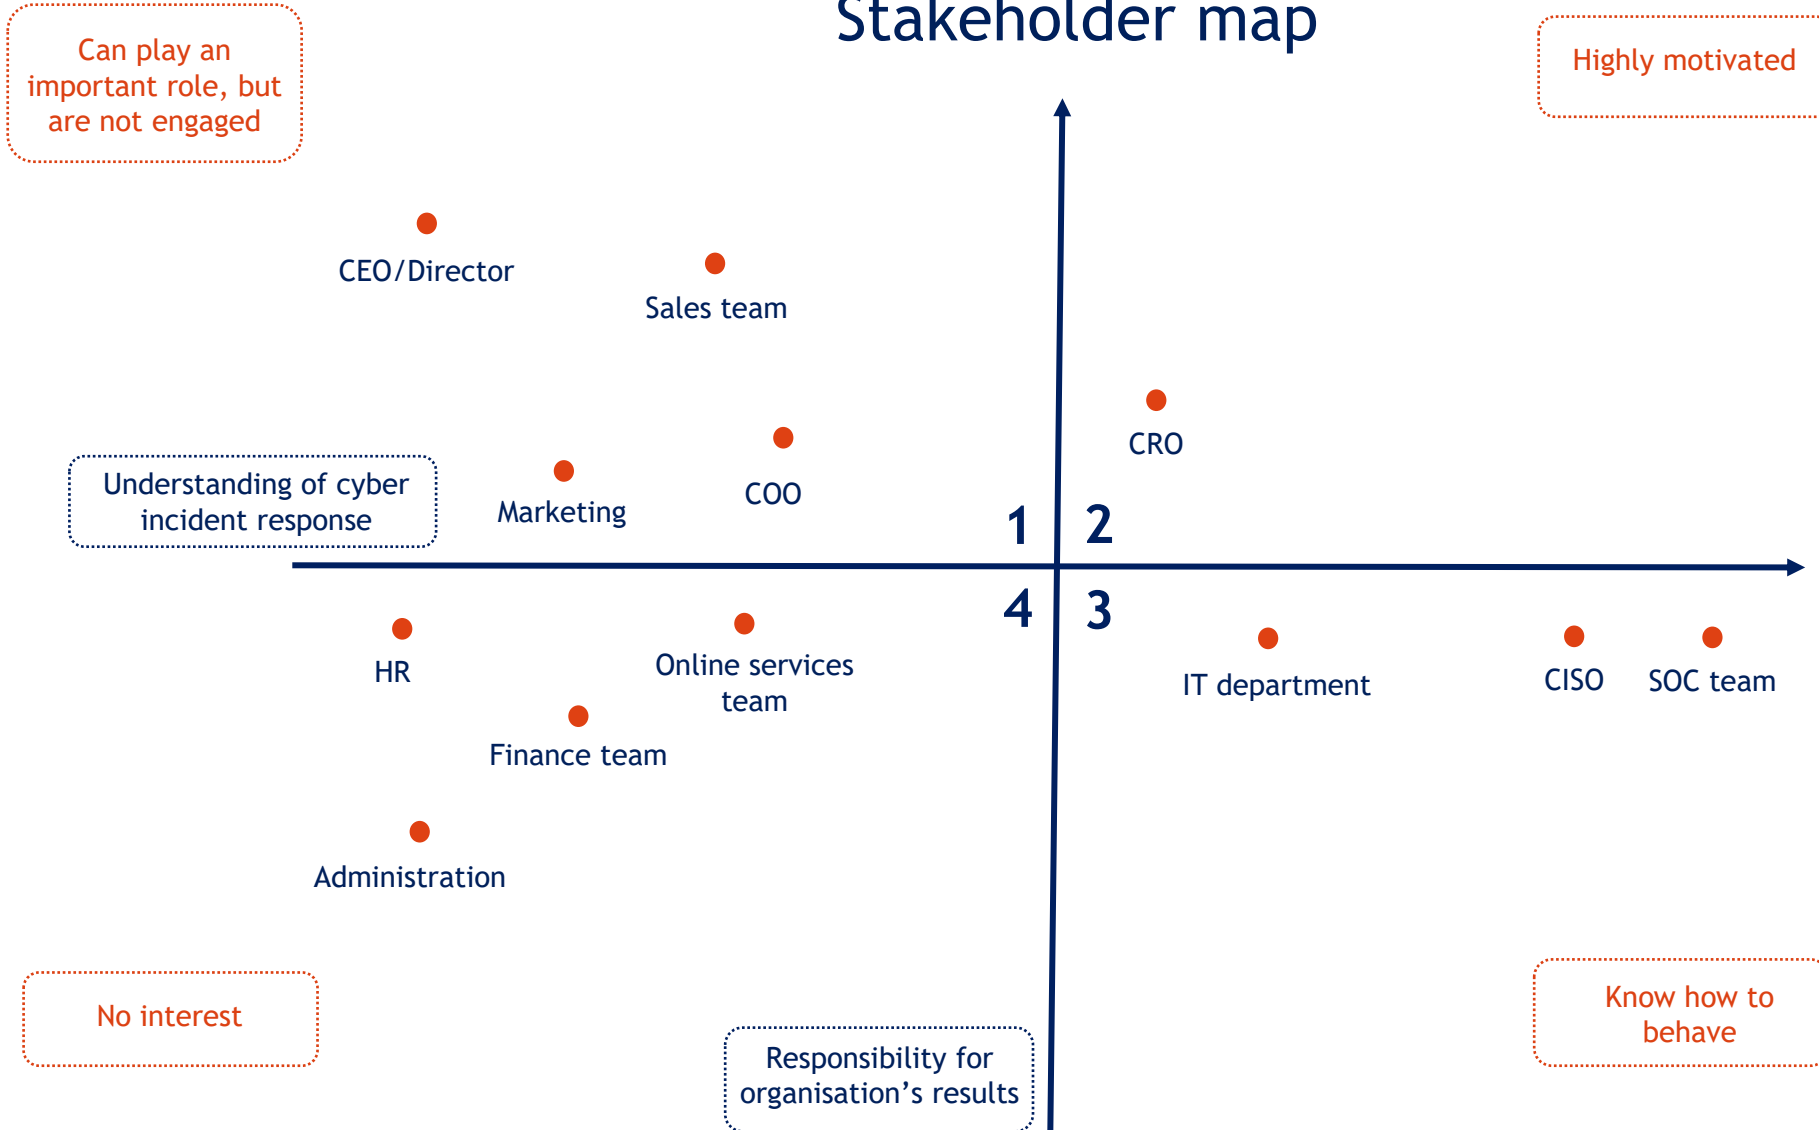 Stakeholder map
Can play an
important role, but
are not engaged
Highly motivated
CEO/Director
Sales team
CRO
Understanding of cyber
incident response
Marketing
COO
1
2
4
3
HR
Online services
team
IT department
CISO
SOC team
Finance team
Administration
No interest
Know how to
behave
Responsibility for
organisation’s results